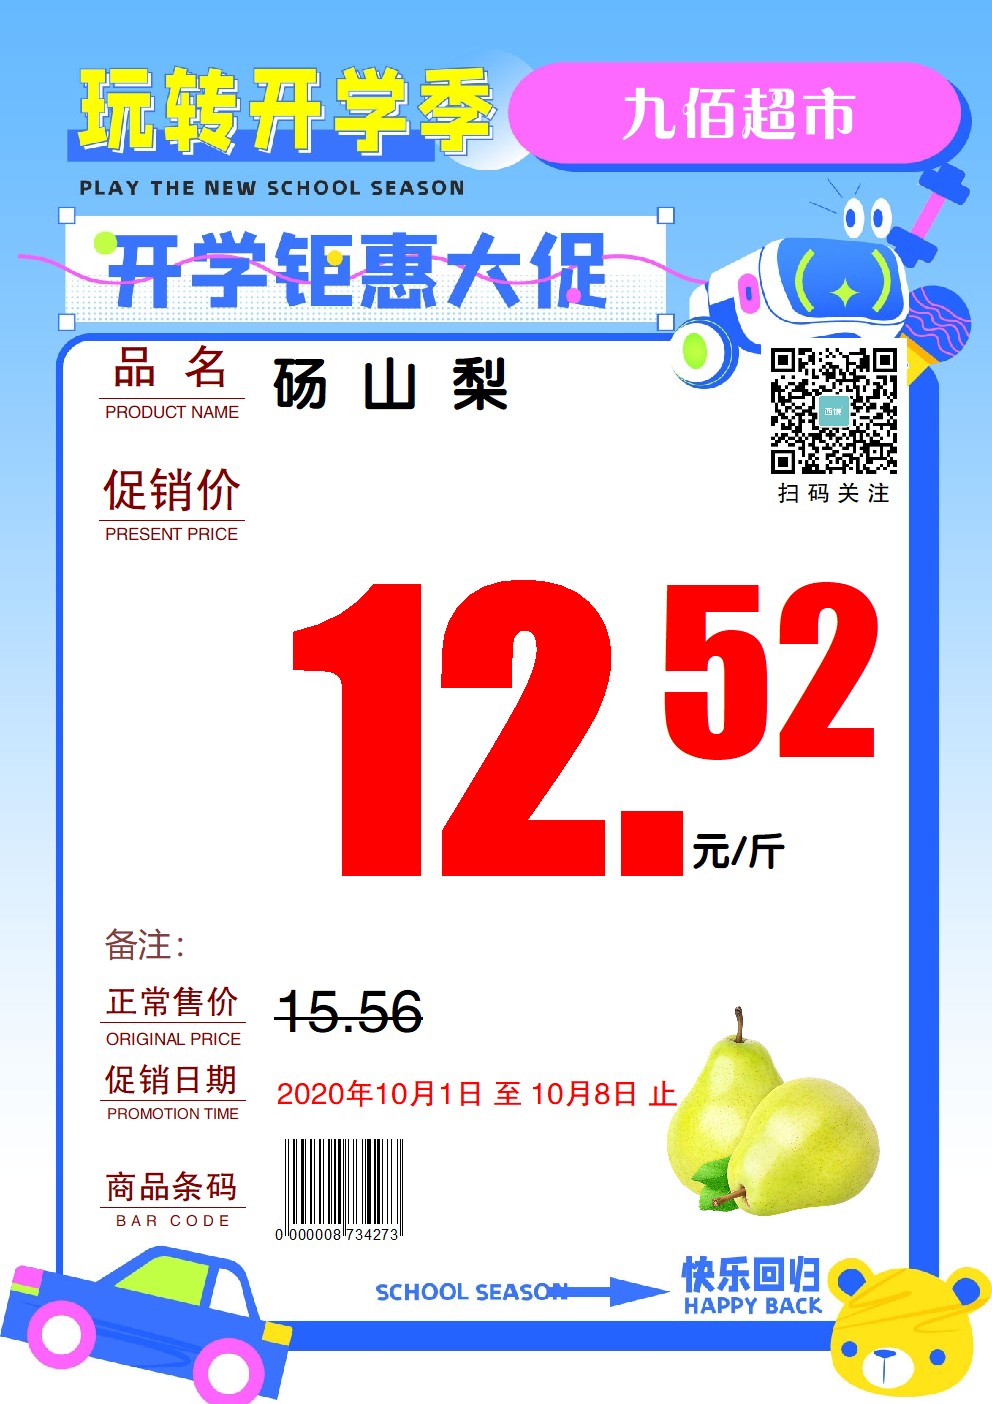 玩转开学季
九佰超市
PLAY THE NEW SCHOOL SEASON
开学钜惠大促
品 名
PRODUCT NAME
砀 山 梨
西馍
扫码关注
促销价
PRESENT PRICE
12.52
元/斤
备注：
正常售价
ORIGINAL PRICE
15.56
促销日期
PROMOTION TIME
2020年10月1日 至 10月8日 止
商品条码
BAR CODE
0 000008 734273
SCHOOL SEASON
快乐回归
HAPPY BACK